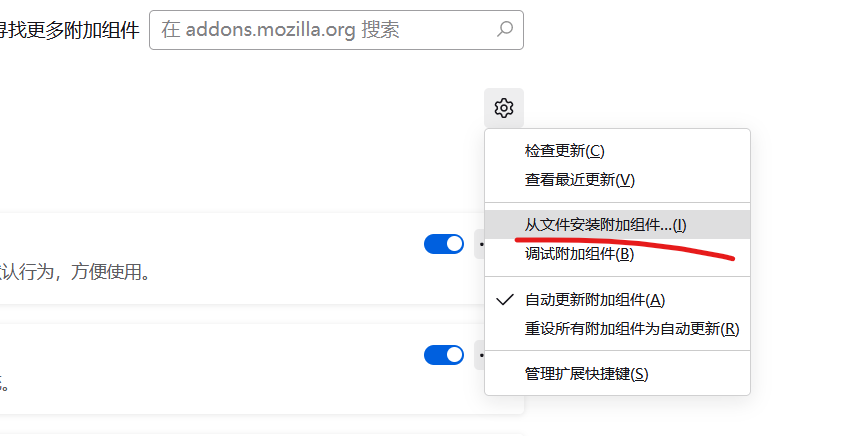 寻找更多附加组件
在 addons.mozilla.org 搜索
检查更新(C)
查看最近更新(V)
从文件安装附加组件...(I)
调试附加组件(B)
认行为，方便使用。
自动更新附加组件(A)
重设所有附加组件为自动更新(R)
管理扩展快捷键(S)